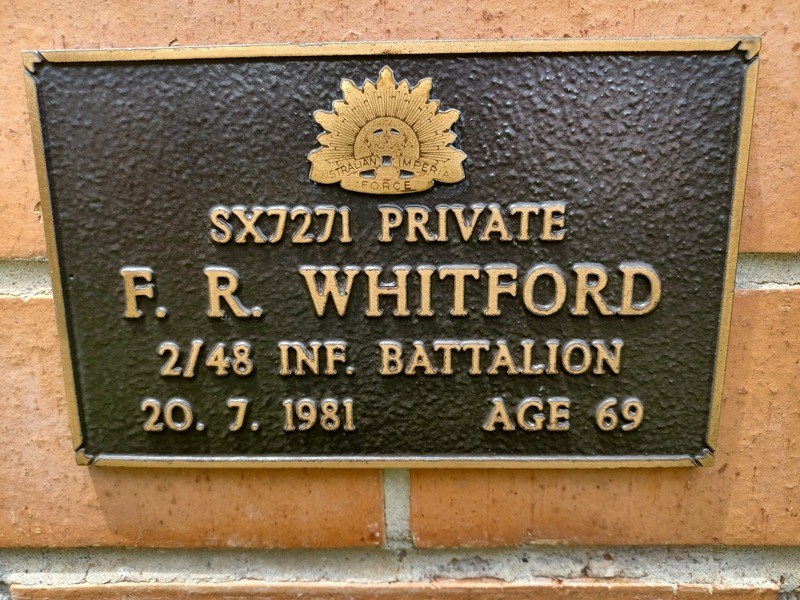 AUSTRALIAN IMPERIAL
FORCE
SX7271 PRIVATE
F. R. WHITFORD
2/48 INF. BATTALION
20. 7. 1981 AGE 69